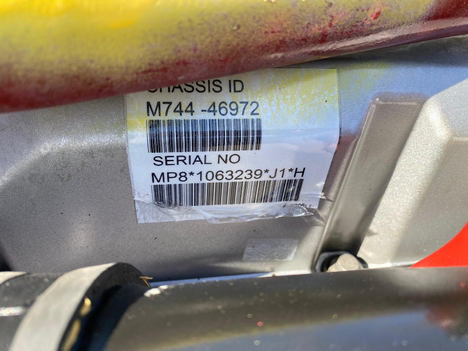 CHASSIS ID
M744 -46972
SERIAL NO
MP8*1063239*J1*H